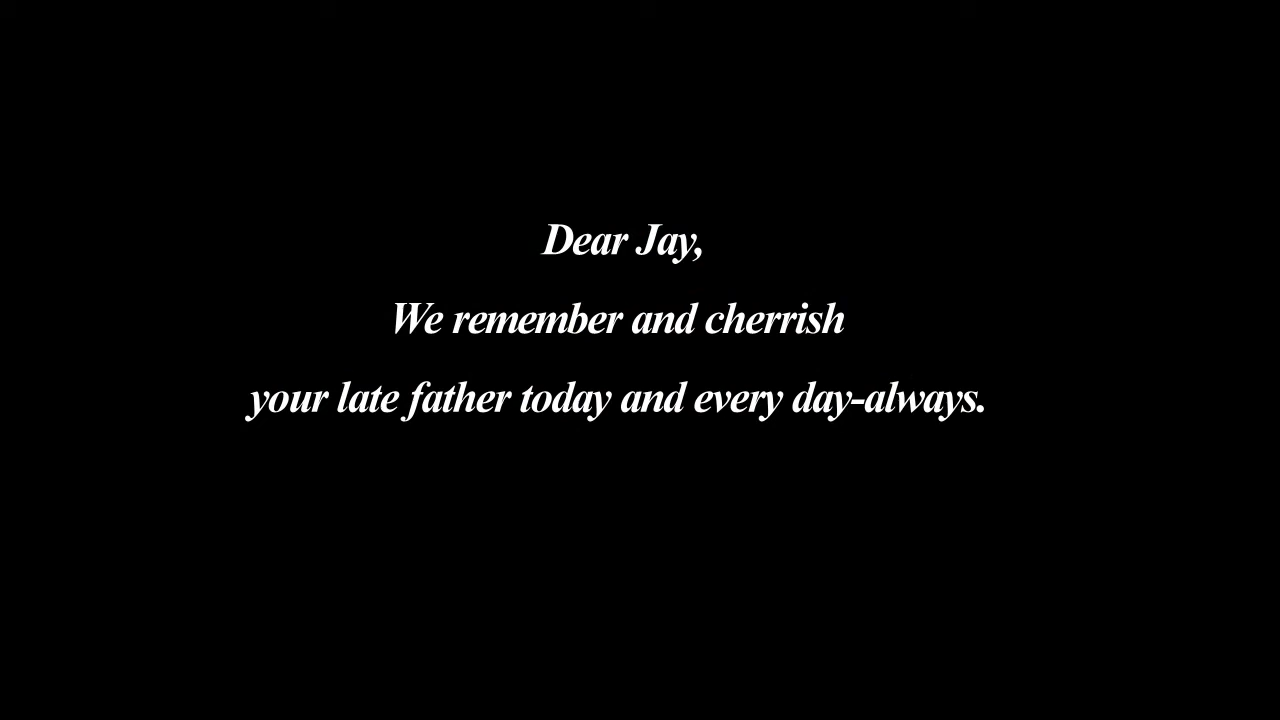 Dear Jay,
We remember and cherrish
your late father today and every day-always.